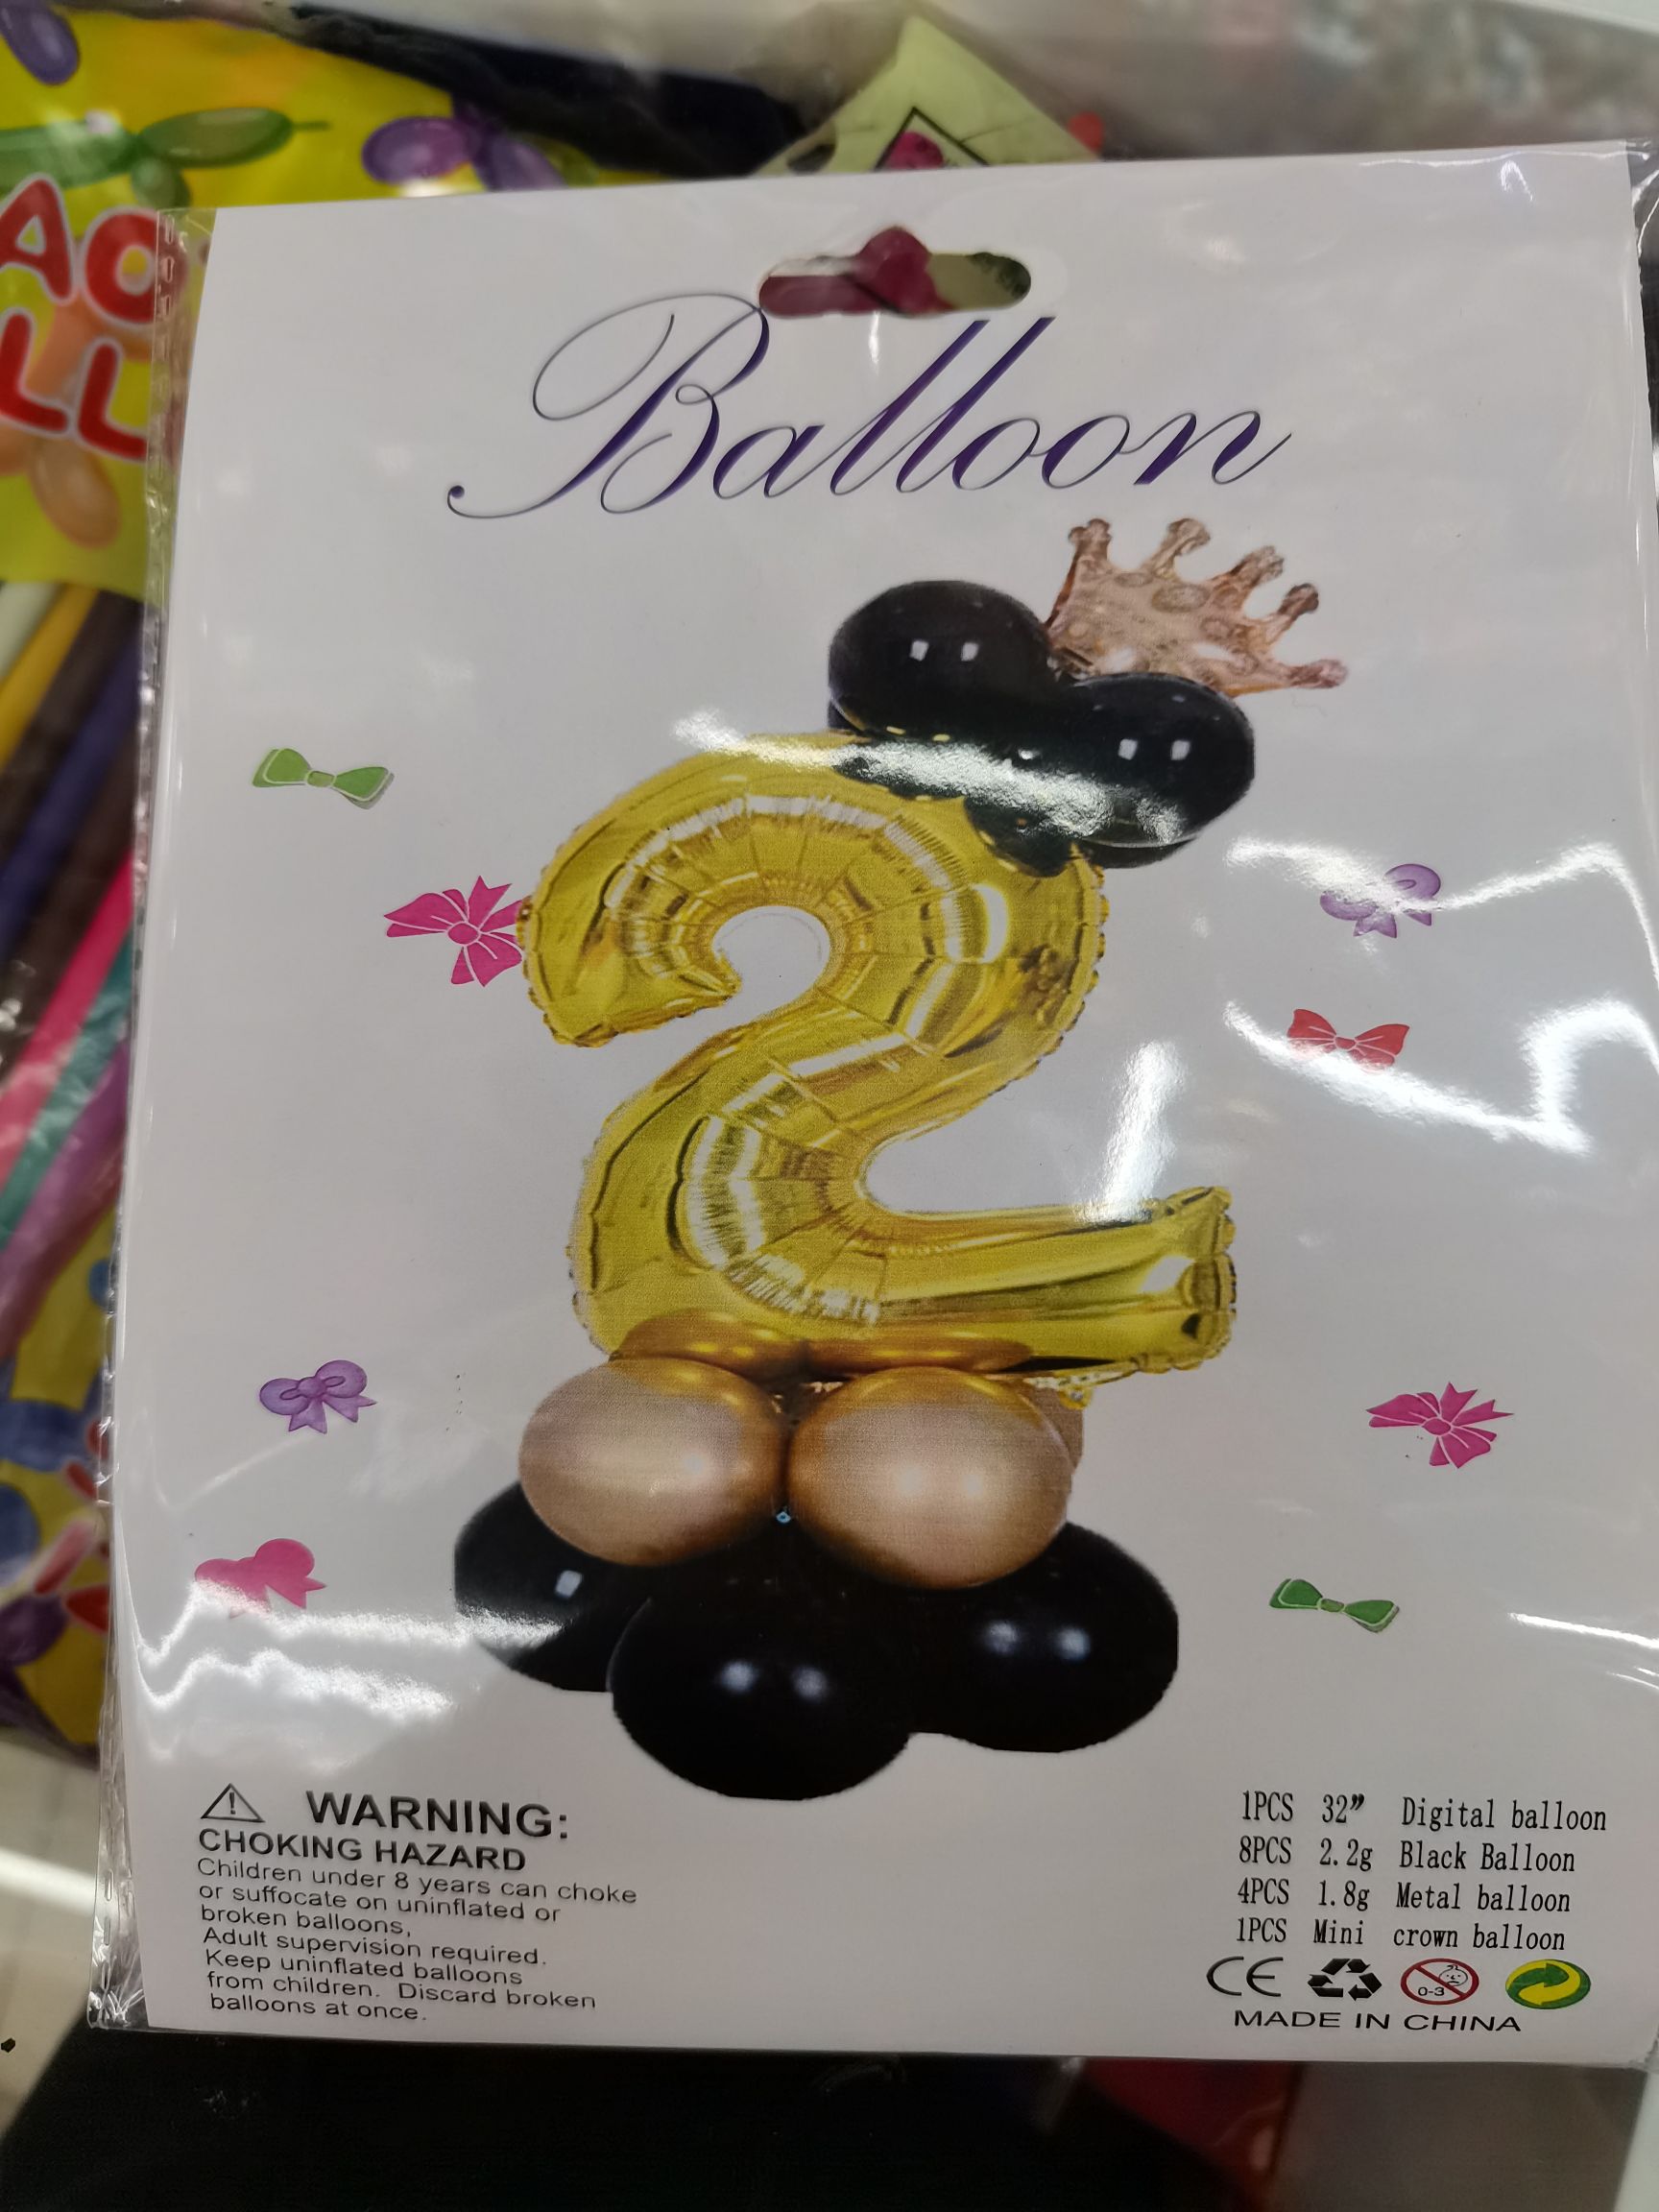 Balloon
2
WARNING:
CHOKING HAZARD
Children under 8 years can choke
or suffocate on uninflated or
broken balloons,
Adult supervision required.
Keep uninflated balloons
from children. Discard broken
balloons at once.
1PCS 32” Digital balloon
8PCS 2.2g Black Balloon
4PCS 1.8g Metal balloon
1PCS Mini crown balloon
CE 0-3
MADE IN CHINA